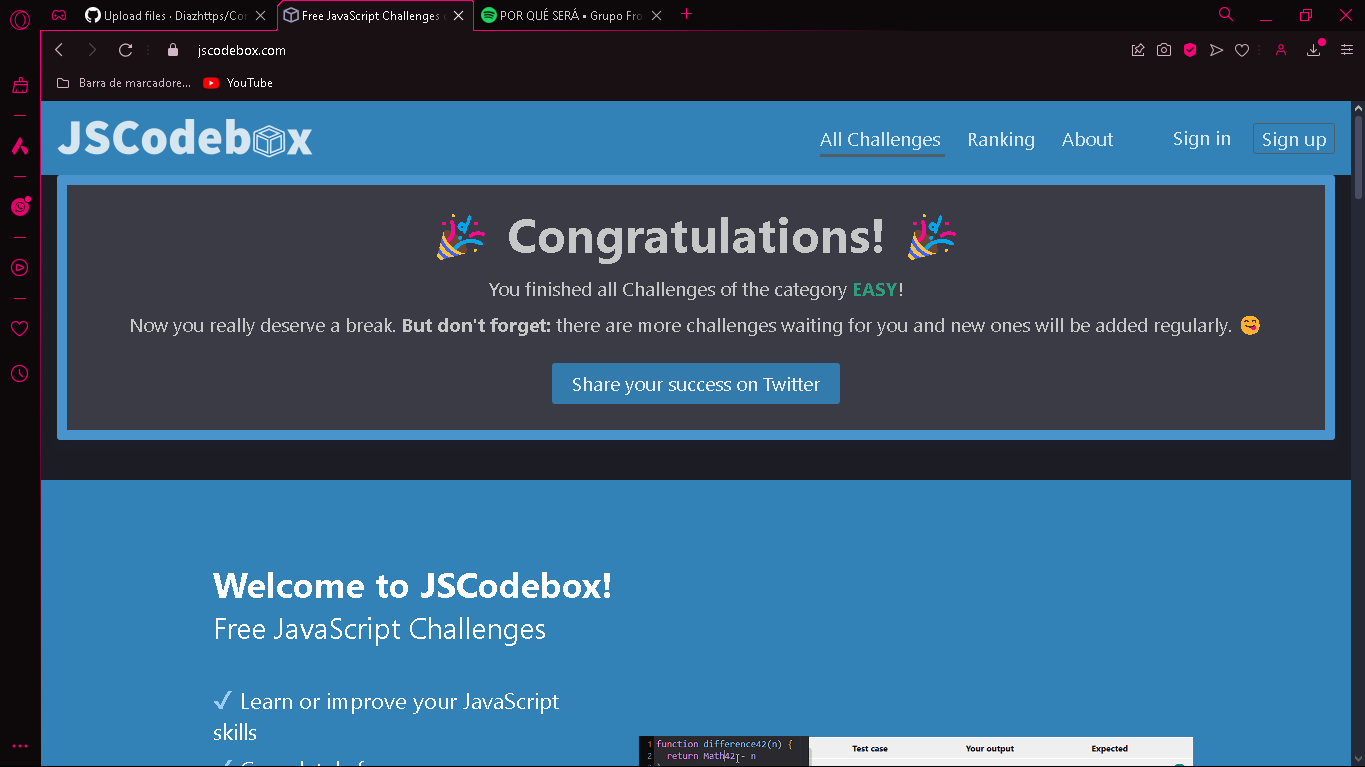 Upload files · Diazhttps/Cor
Free JavaScript Challenges
POR QUÉ SERÁ • Grupo Fro
jscodebox.com
Barra de marcadore...
YouTube
JSCodebox
All Challenges
Ranking
About
Sign in
Sign up
🎉 Congratulations! 🎉
You finished all Challenges of the category EASY!
Now you really deserve a break. But don't forget: there are more challenges waiting for you and new ones will be added regularly. 😋
Share your success on Twitter
Welcome to JSCodebox!
Free JavaScript Challenges
✓ Learn or improve your JavaScript
skills
1 function difference42(n) {
2 return Math42 - n
Test case
Your output
Expected